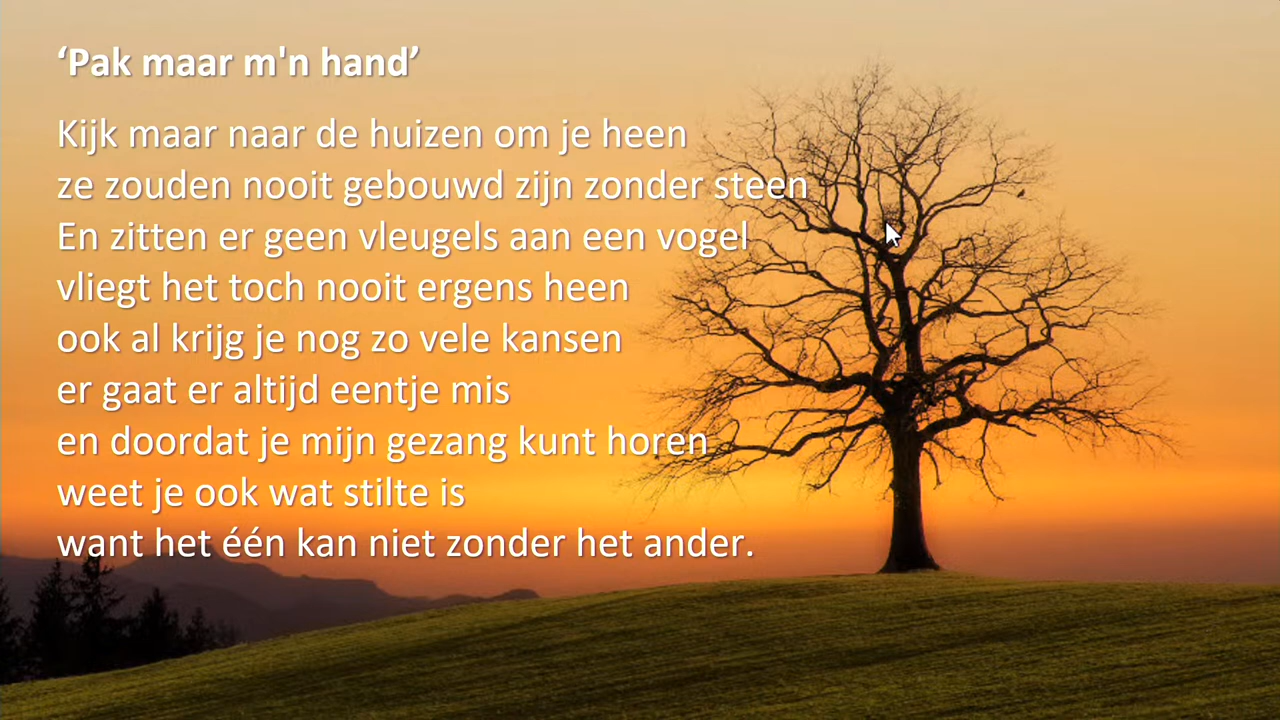 ‘Pak maar m'n hand’
Kijk maar naar de huizen om je heen
ze zouden nooit gebouwd zijn zonder steen
En zitten er geen vleugels aan een vogel
vliegt het toch nooit ergens heen
ook al krijg je nog zo vele kansen
er gaat er altijd eentje mis
en doordat je mijn gezang kunt horen
weet je ook wat stilte is
want het één kan niet zonder het ander.